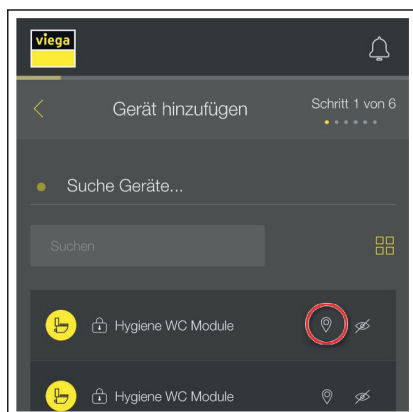 viega
Gerät hinzufügen
Schritt 1 von 6
Suche Geräte...
Suchen
Hygiene WC Module
Hygiene WC Module